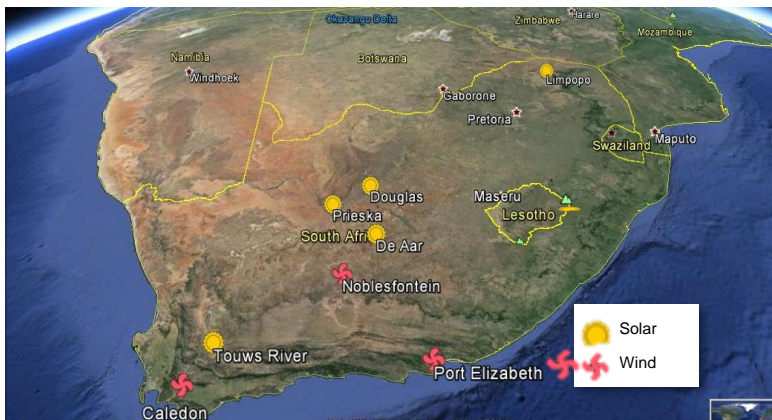 Okavango Delta
Zimbabwe
Harare
Mozambique
Namibia
Windhoek
Botswana
Limpopo
Gaborone
Pretoria
Swaziland
Maputo
Douglas
Maseru
Prieska
Lesotho
South Afri
De Aar
Noblesfontein
Solar
Touws River
Wind
Port Elizabeth
Caledon